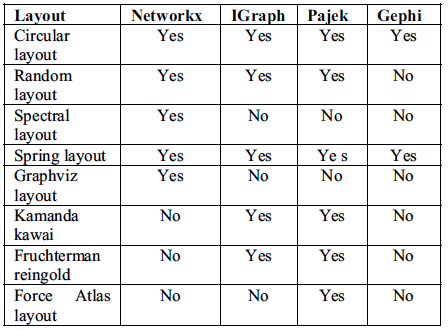 Layout Networkx IGraph Pajek Gephi
Circular Yes Yes Yes Yes
layout
Random Yes Yes Yes No
layout
Spectral Yes No No No
layout
Spring layout Yes Yes Ye s Yes
Graphviz Yes No No No
layout
Kamanda No Yes Yes No
kawai
Fruchterman No Yes Yes No
reingold
Force Atlas No No Yes No
layout